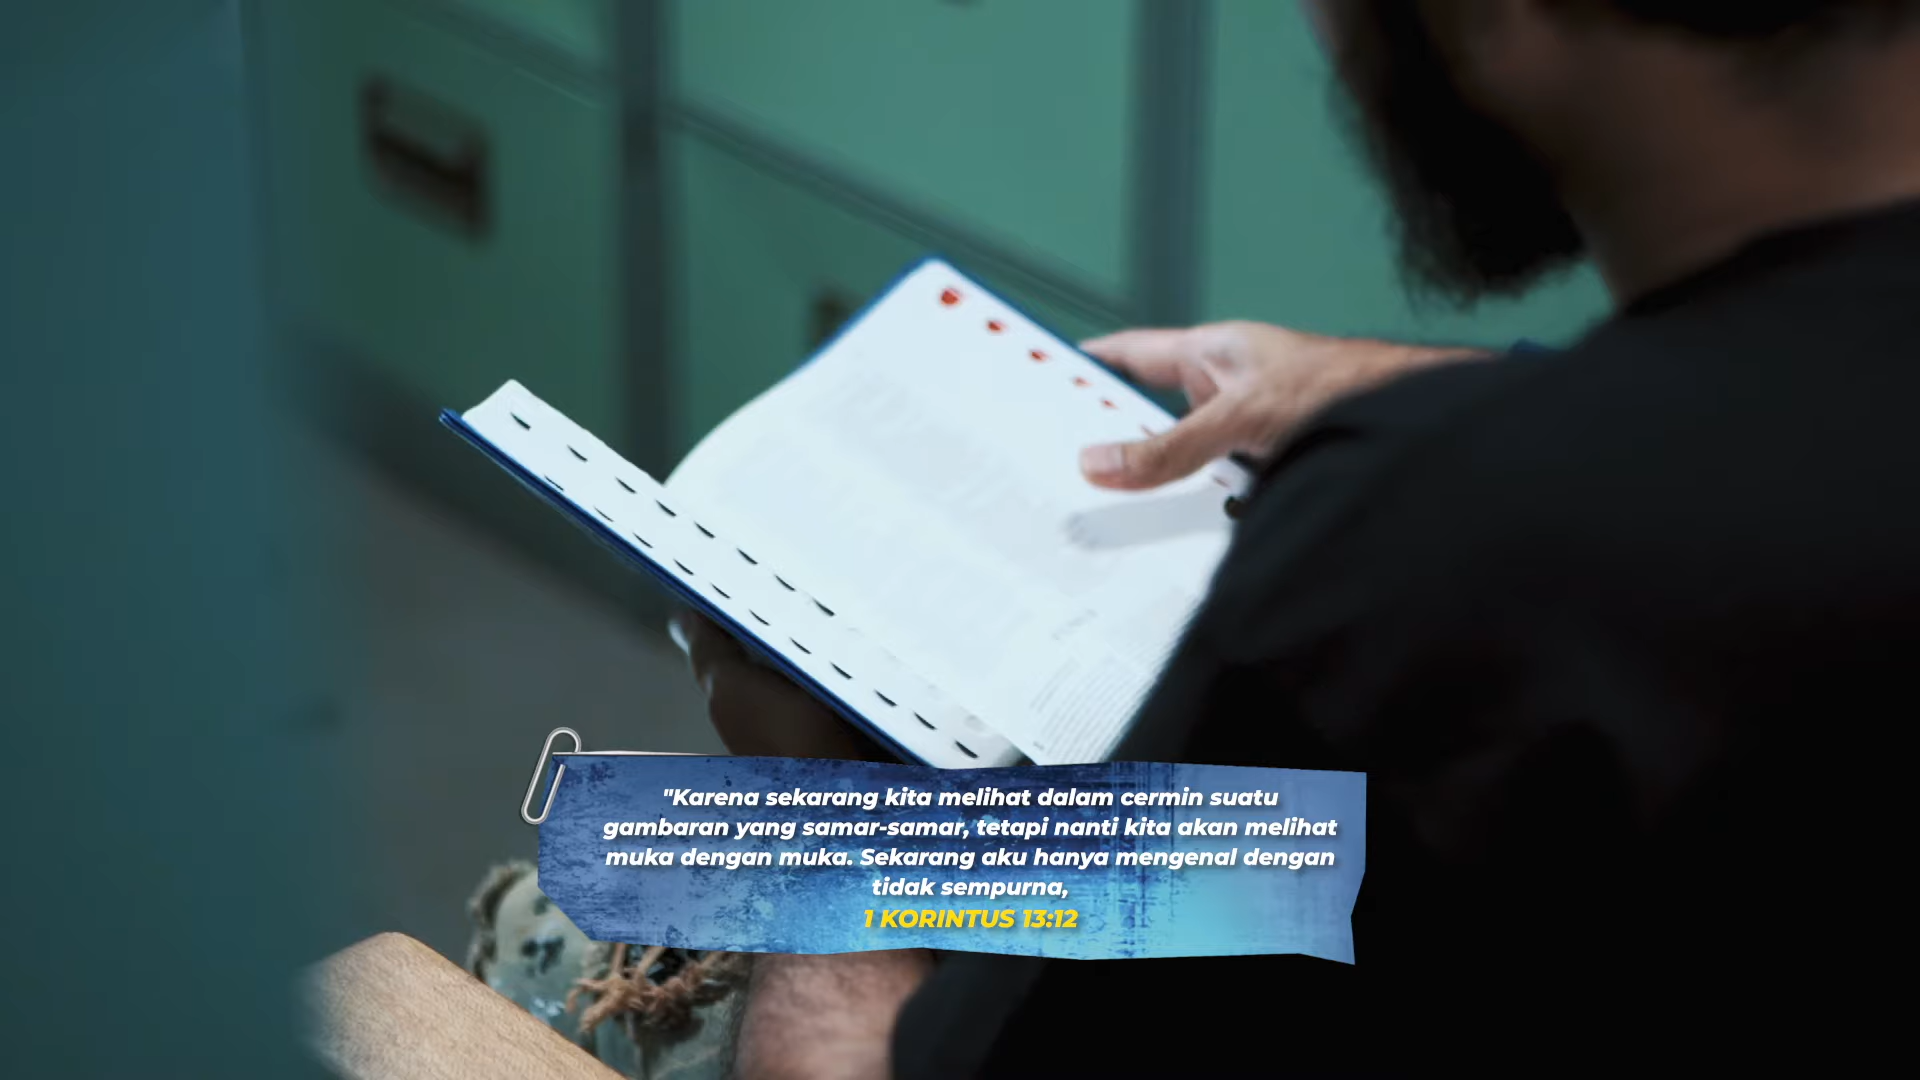 "Karena sekarang kita melihat dalam cermin suatu
gambaran yang samar-samar, tetapi nanti kita akan melihat
muka dengan muka. Sekarang aku hanya mengenal dengan
tidak sempurna,
1 KORINTUS 13:12